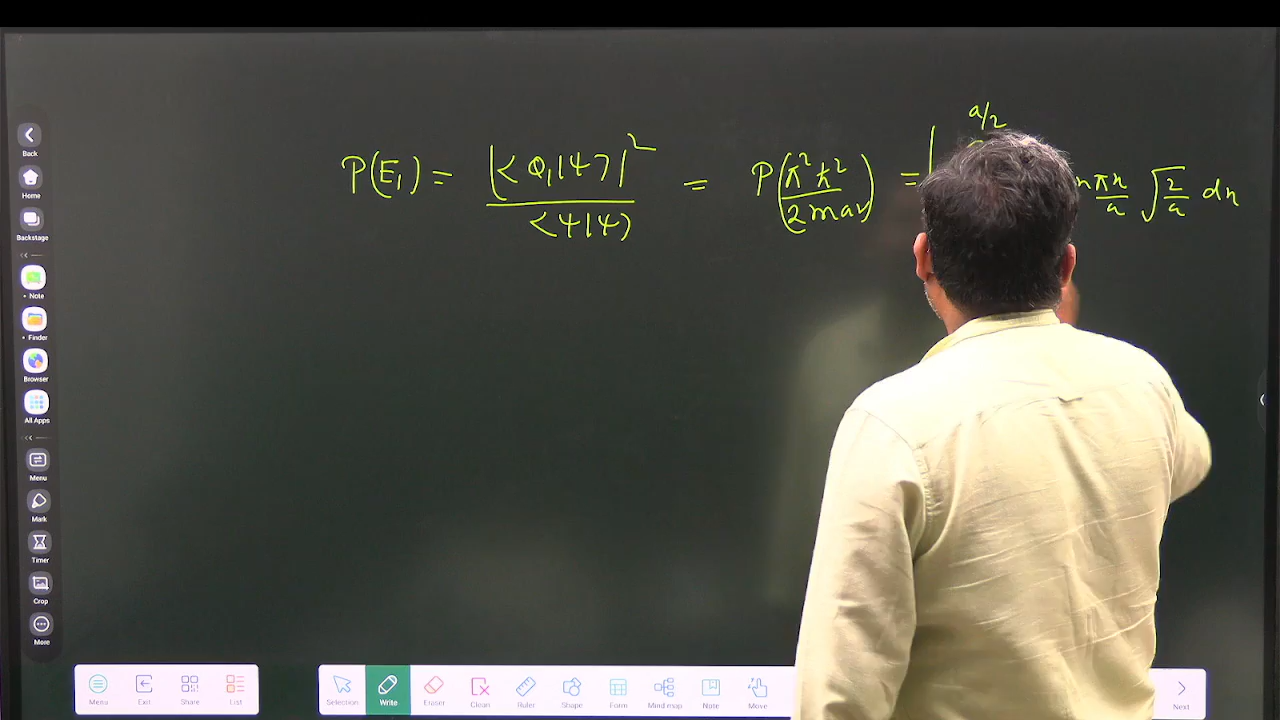 P(E₁) = |<φ₁|ψ>|² / <ψ|ψ> = P(π²ħ² / 2ma²) = | a/2 πx/a √(2/a) dx
Back
Home
Backstage
Note
Finder
Browser
All Apps
Menu
Mark
Timer
Crop
More
Menu Exit Share List Selection Write Eraser Clean Ruler Shape Form Mind map Note Move Next